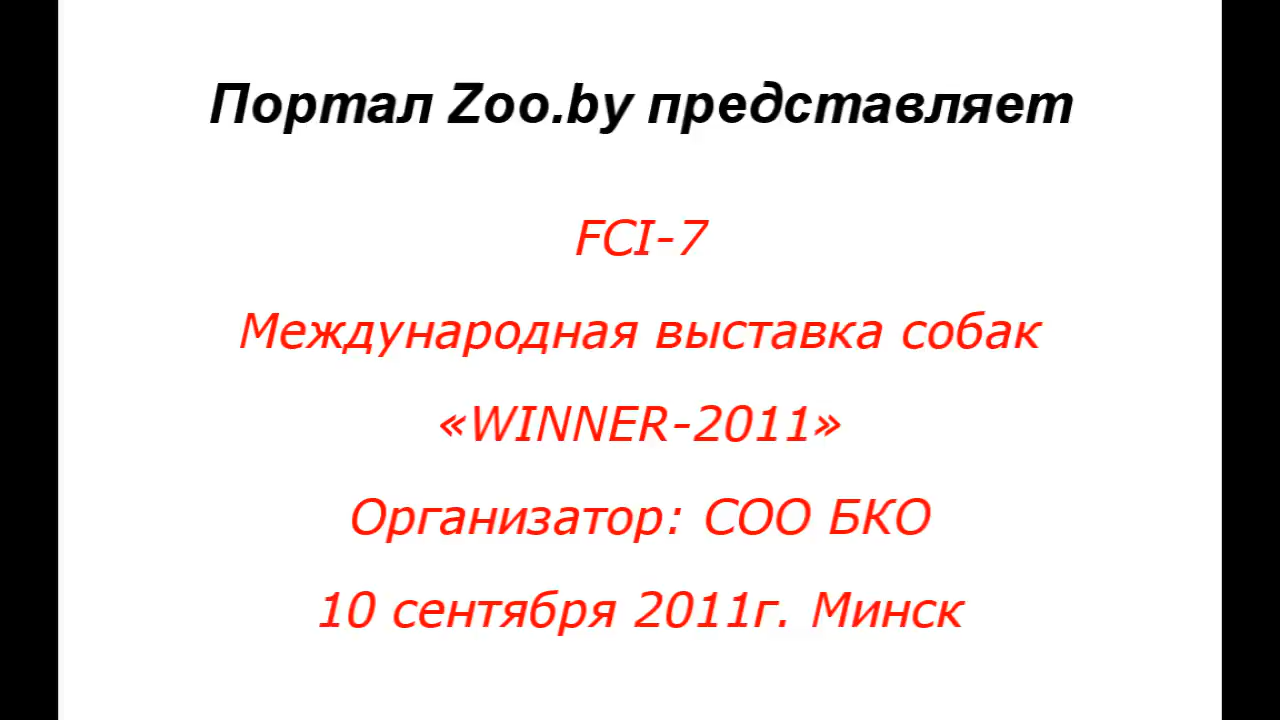 Портал Zoo.by представляет
FCI-7
Международная выставка собак
«WINNER-2011»
Организатор: СОО БКО
10 сентября 2011г. Минск